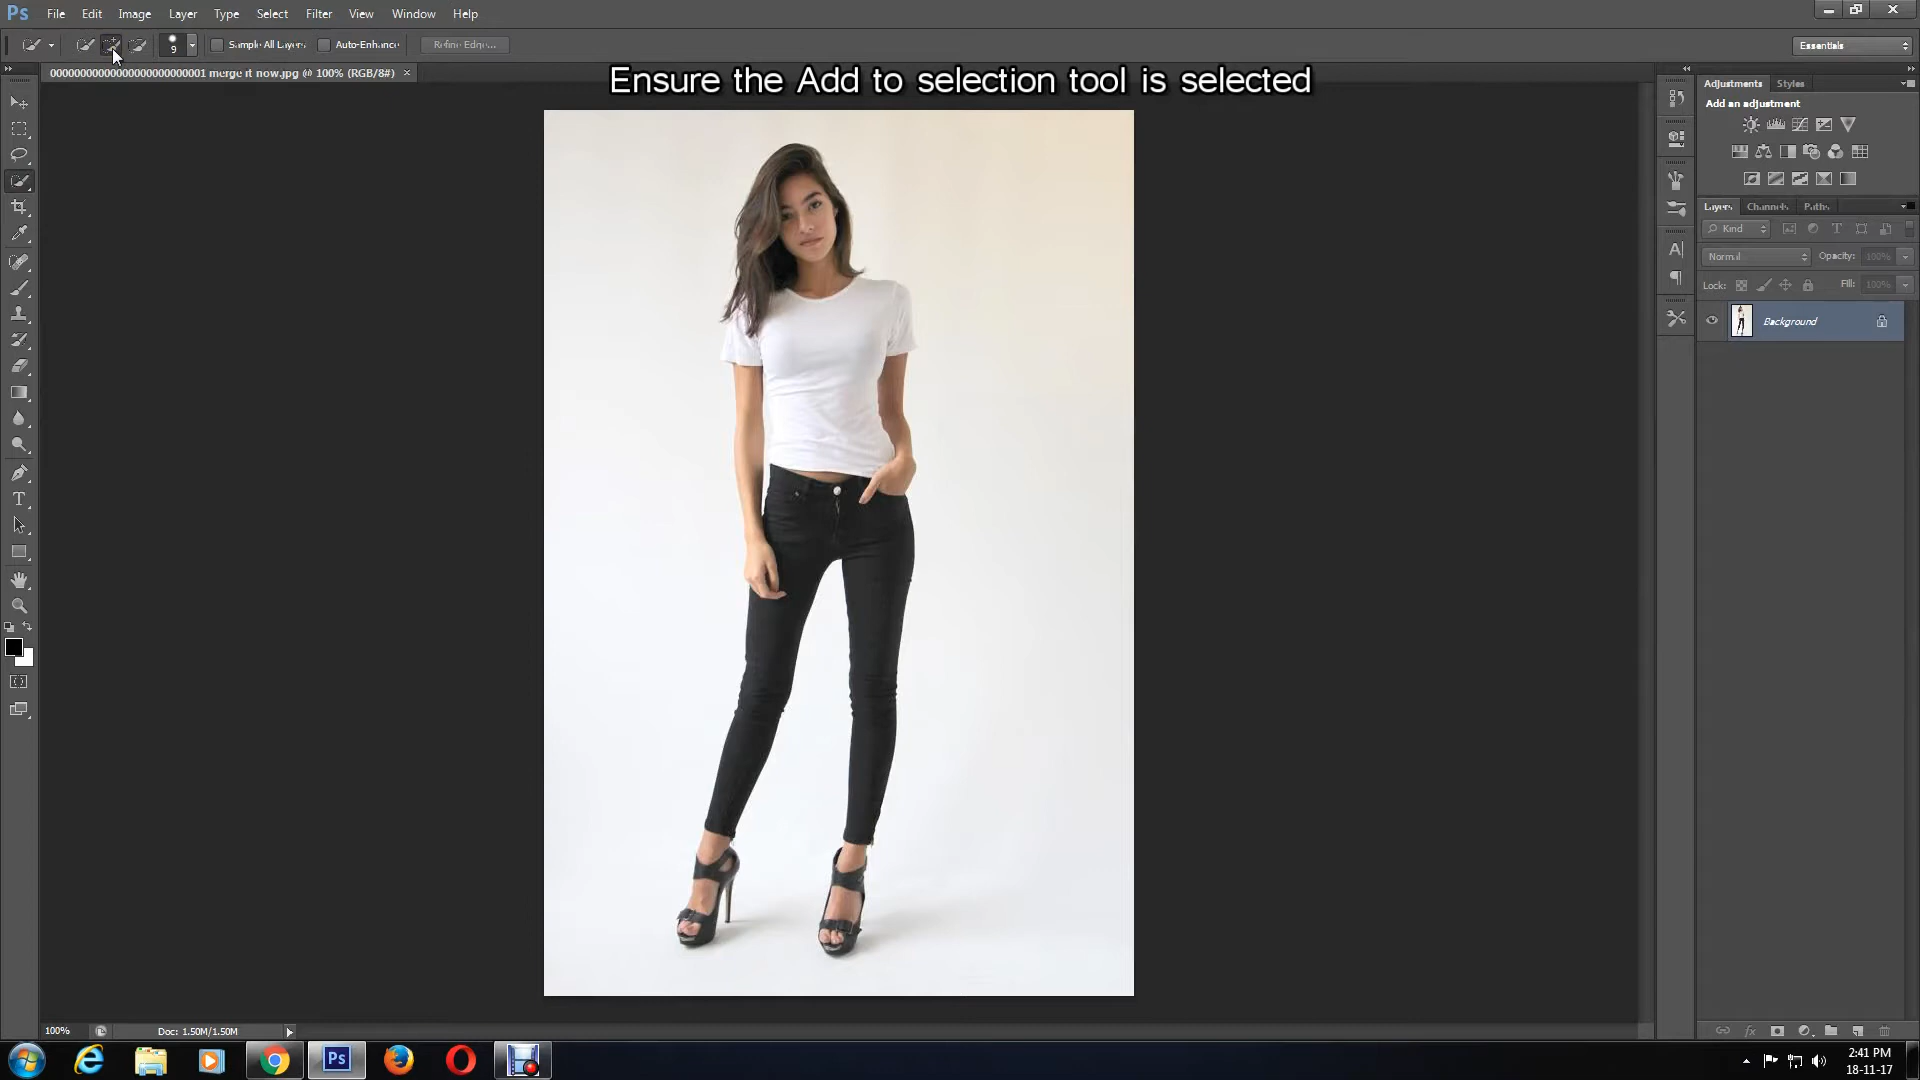 Ps File Edit Image Layer Type Select Filter View Window Help
9 Sample All Layers Auto-Enhance Refine Edge... Essentials
0000000000000000000000001 merge it now.jpg @ 100% (RGB/8#) ×
Ensure the Add to selection tool is selected
Adjustments Styles
Add an adjustment
Layers Channels Paths
Kind
Normal Opacity: 100%
Lock: Fill: 100%
Background
100% Doc: 1.50M/1.50M
Ps
2:41 PM
18-11-17